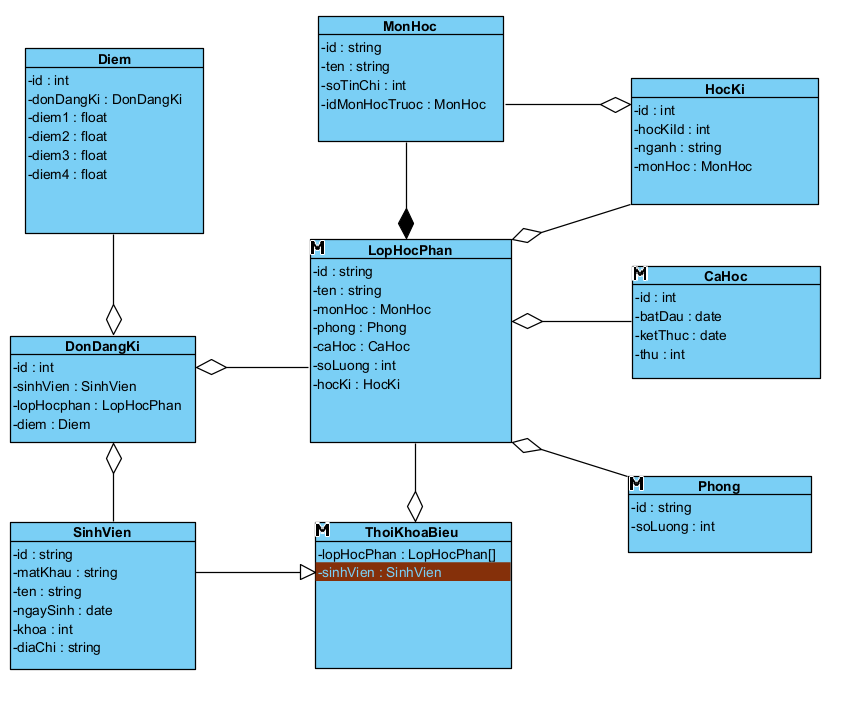 MonHoc
-id : string
-ten : string
-soTinChi : int
-idMonHocTruoc : MonHoc
Diem
-id : int
-donDangKi : DonDangKi
-diem1 : float
-diem2 : float
-diem3 : float
-diem4 : float
HocKi
-id : int
-hocKiId : int
-nganh : string
-monHoc : MonHoc
M
LopHocPhan
-id : string
-ten : string
-monHoc : MonHoc
-phong : Phong
-caHoc : CaHoc
-soLuong : int
-hocKi : HocKi
M
CaHoc
-id : int
-batDau : date
-ketThuc : date
-thu : int
DonDangKi
-id : int
-sinhVien : SinhVien
-lopHocphan : LopHocPhan
-diem : Diem
M
Phong
-id : string
-soLuong : int
SinhVien
-id : string
-matKhau : string
-ten : string
-ngaySinh : date
-khoa : int
-diaChi : string
M
ThoiKhoaBieu
-lopHocPhan : LopHocPhan[]
-sinhVien : SinhVien